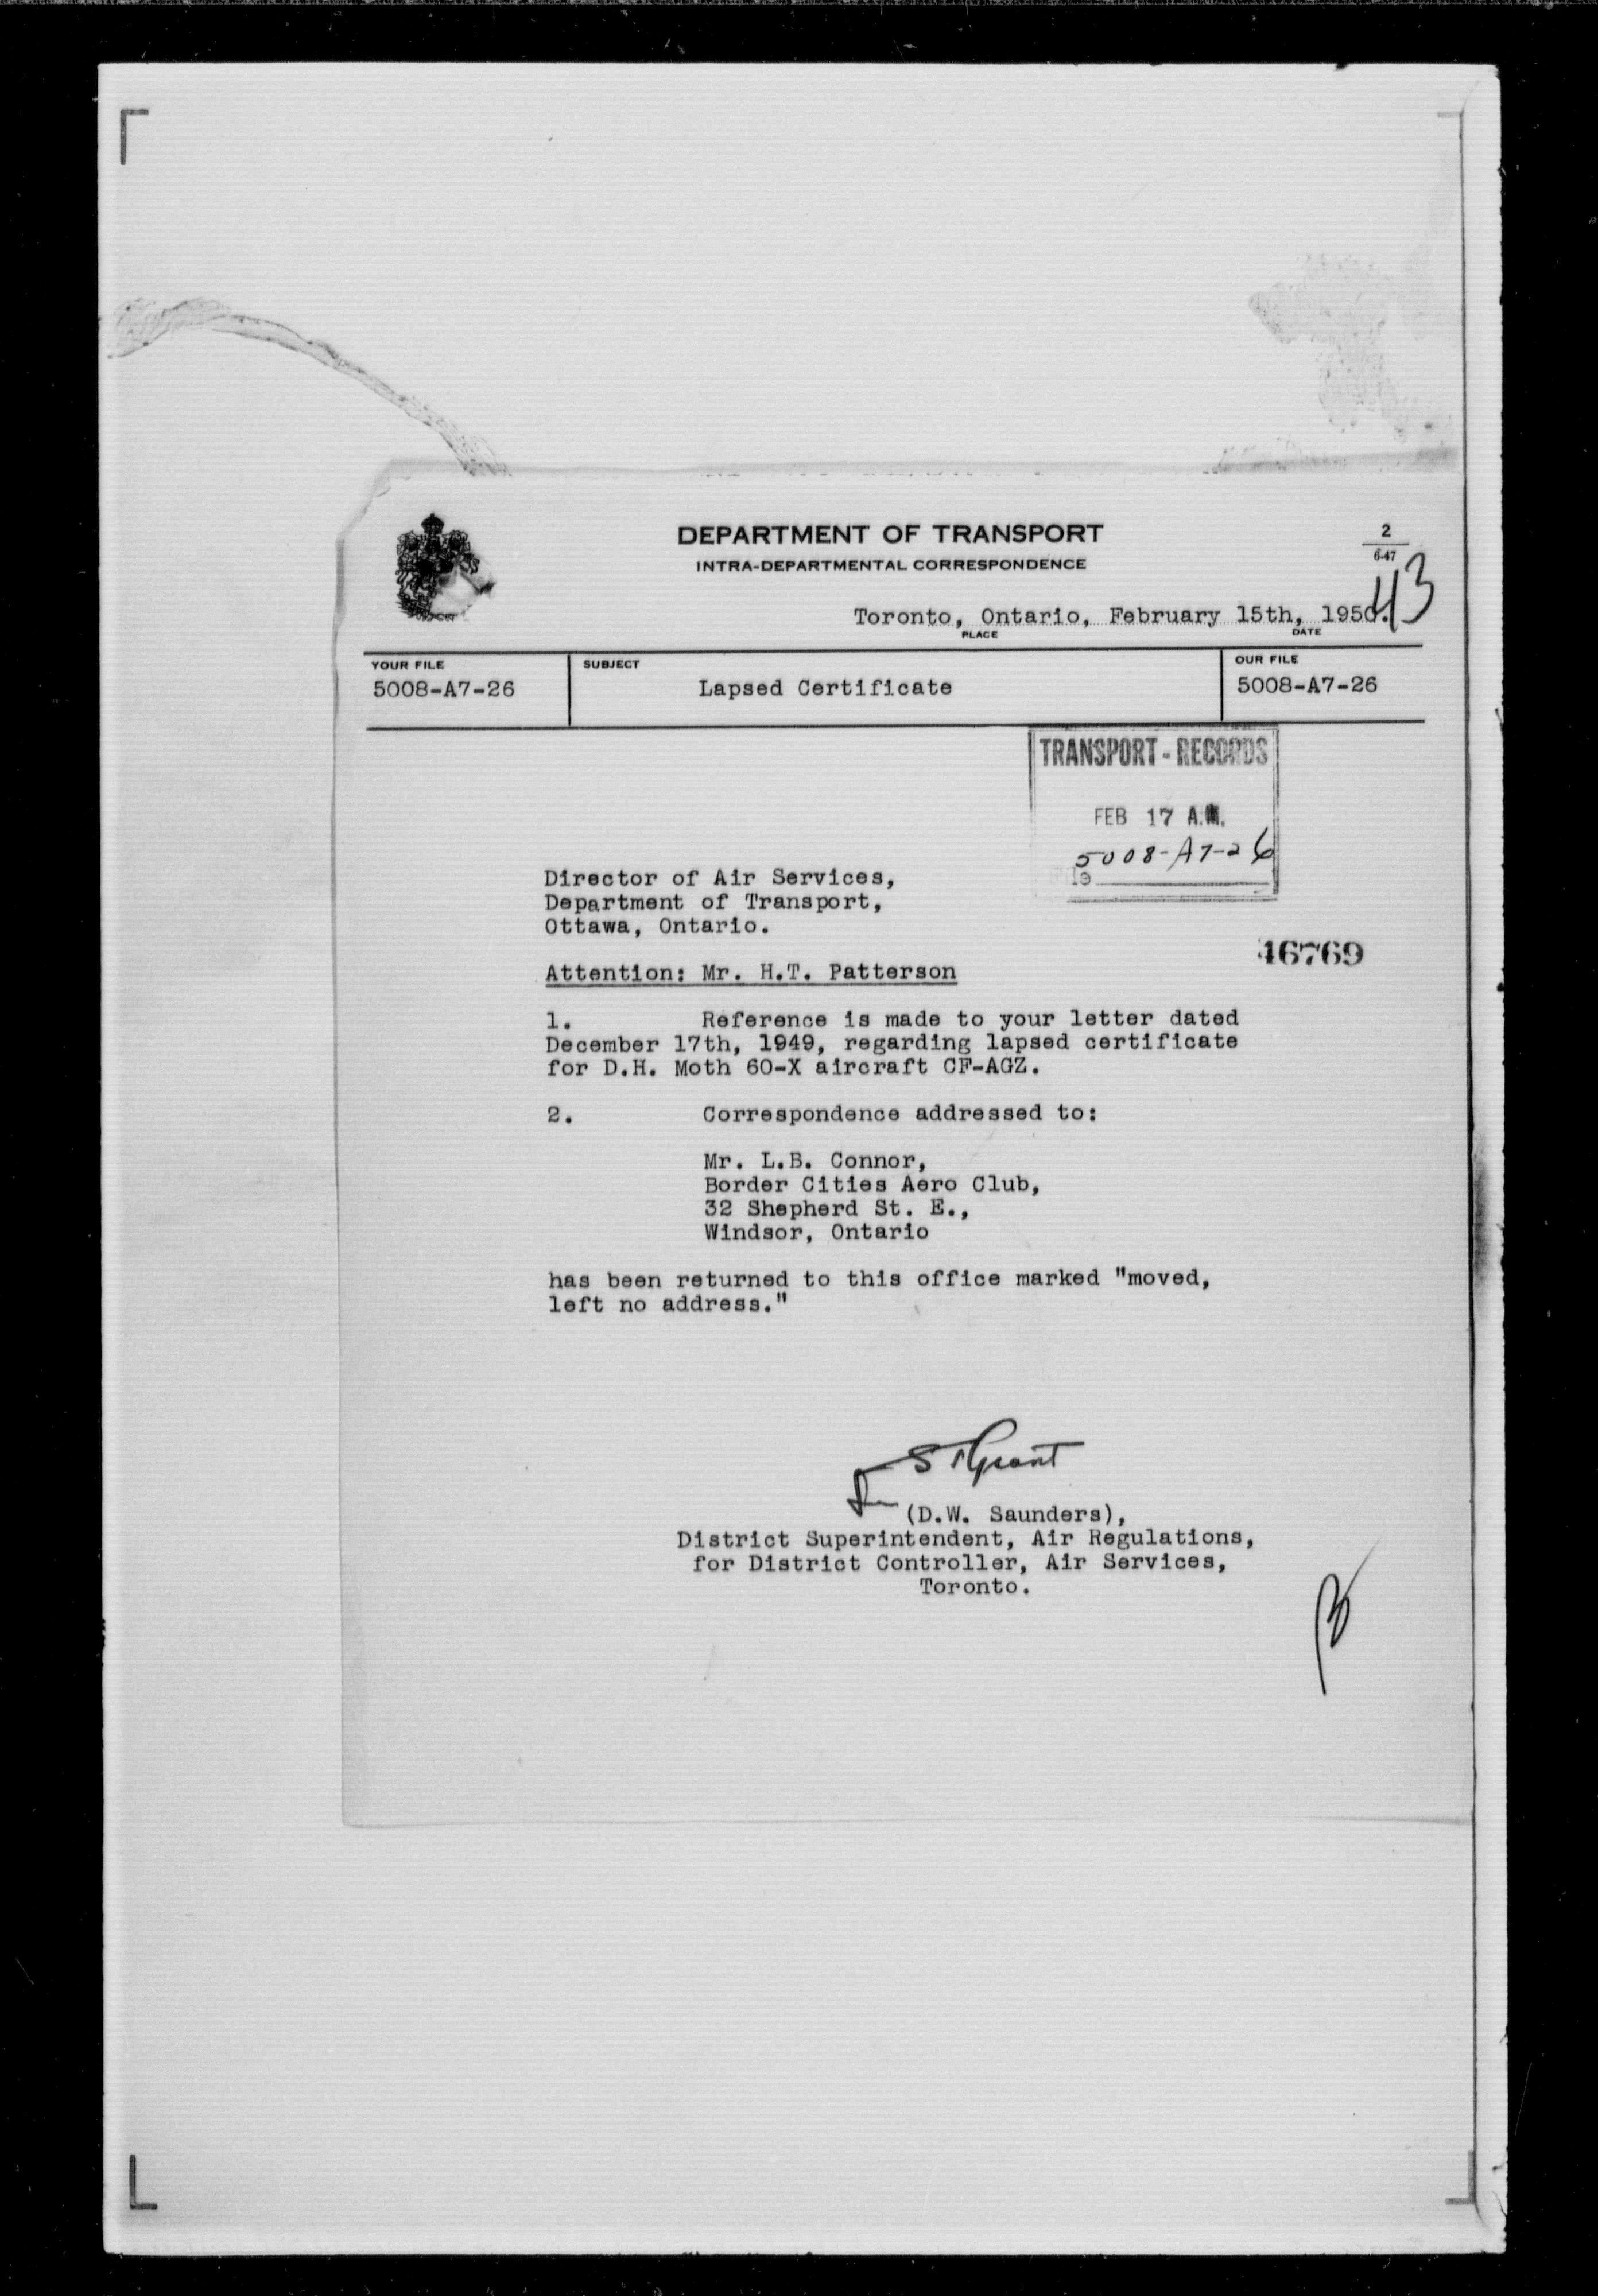 DEPARTMENT OF TRANSPORT
INTRA-DEPARTMENTAL CORRESPONDENCE
2
6-47
43
Toronto, Ontario, February 15th, 1950.
PLACE DATE
YOUR FILE
5008-A7-26
SUBJECT
Lapsed Certificate
OUR FILE
5008-A7-26
TRANSPORT - RECORDS
FEB 17 A.M.
5008-A7-26
File
Director of Air Services,
Department of Transport,
Ottawa, Ontario.
46769
Attention: Mr. H.T. Patterson
1. Reference is made to your letter dated
December 17th, 1949, regarding lapsed certificate
for D.H. Moth 60-X aircraft CF-AGZ.
2. Correspondence addressed to:
Mr. L.B. Connor,
Border Cities Aero Club,
32 Shepherd St. E.,
Windsor, Ontario
has been returned to this office marked "moved,
left no address."
Grant
(D.W. Saunders),
District Superintendent, Air Regulations,
for District Controller, Air Services,
Toronto.